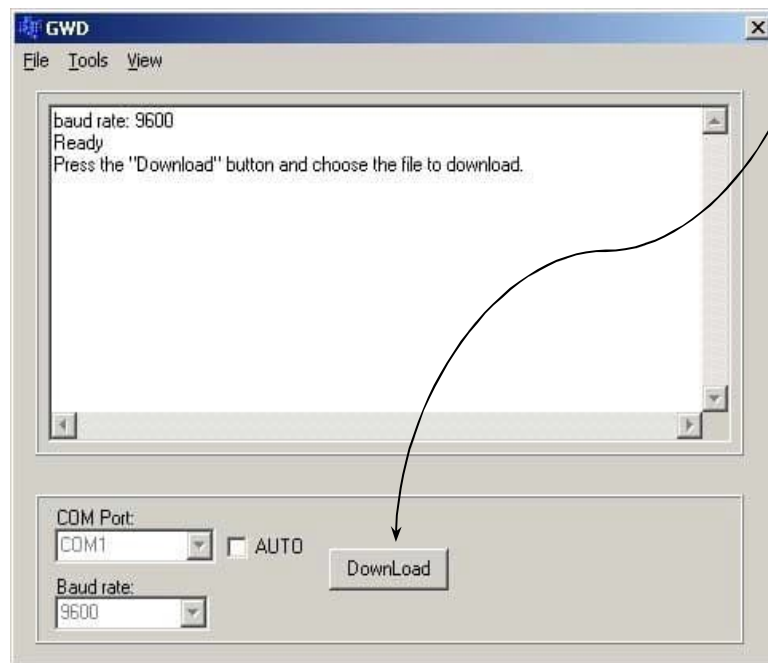 GWD
File Tools View
baud rate: 9600
Ready
Press the "Download" button and choose the file to download.
COM Port:
COM1
AUTO
DownLoad
Baud rate:
9600